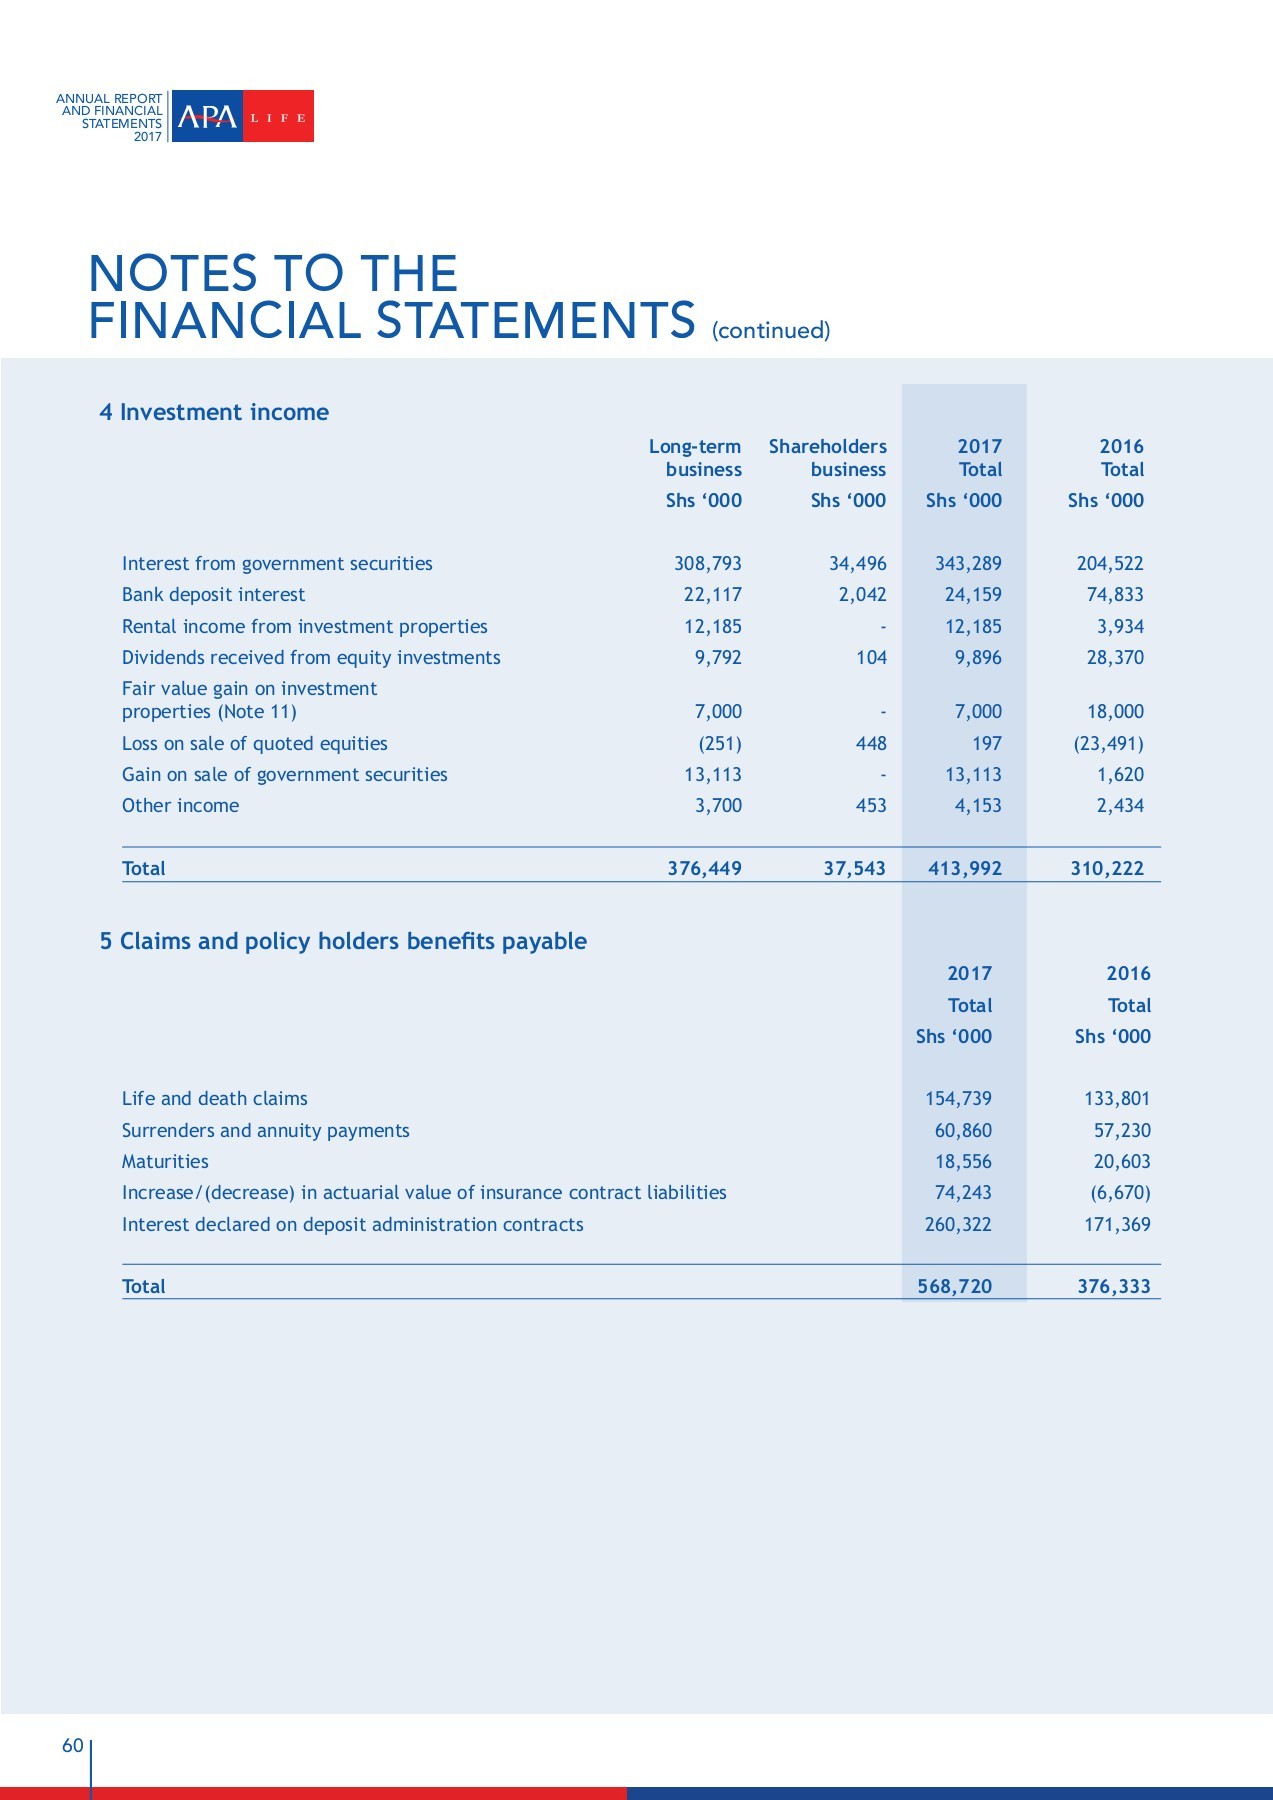 ANNUAL REPORT
AND FINANCIAL
STATEMENTS
2017
APA LIFE
NOTES TO THE
FINANCIAL STATEMENTS (continued)
4 Investment income
Long-term Shareholders 2017 2016
business business Total Total
Shs ‘000 Shs ‘000 Shs ‘000 Shs ‘000
Interest from government securities 308,793 34,496 343,289 204,522
Bank deposit interest 22,117 2,042 24,159 74,833
Rental income from investment properties 12,185 - 12,185 3,934
Dividends received from equity investments 9,792 104 9,896 28,370
Fair value gain on investment
properties (Note 11) 7,000 - 7,000 18,000
Loss on sale of quoted equities (251) 448 197 (23,491)
Gain on sale of government securities 13,113 - 13,113 1,620
Other income 3,700 453 4,153 2,434
Total 376,449 37,543 413,992 310,222
5 Claims and policy holders benefits payable
2017 2016
Total Total
Shs ‘000 Shs ‘000
Life and death claims 154,739 133,801
Surrenders and annuity payments 60,860 57,230
Maturities 18,556 20,603
Increase/(decrease) in actuarial value of insurance contract liabilities 74,243 (6,670)
Interest declared on deposit administration contracts 260,322 171,369
Total 568,720 376,333
60